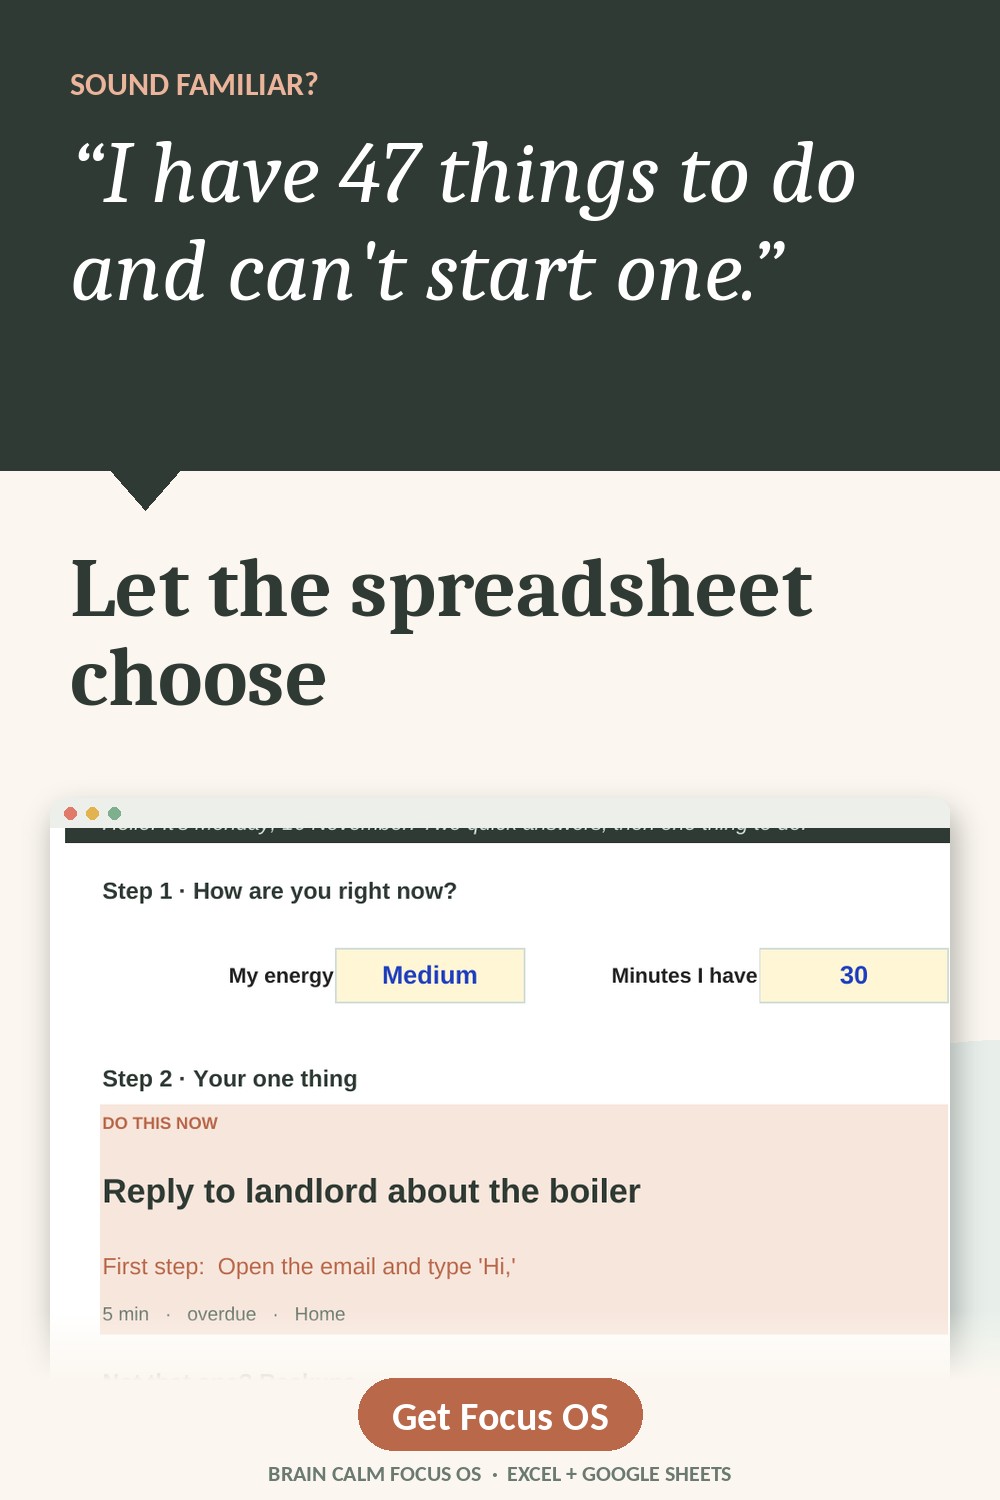 SOUND FAMILIAR?
“I have 47 things to do
and can't start one.”
Let the spreadsheet
choose
Step 1 · How are you right now?
My energy Medium Minutes I have 30
Step 2 · Your one thing
DO THIS NOW
Reply to landlord about the boiler
First step: Open the email and type 'Hi,'
5 min · overdue · Home
Get Focus OS
BRAIN CALM FOCUS OS · EXCEL + GOOGLE SHEETS